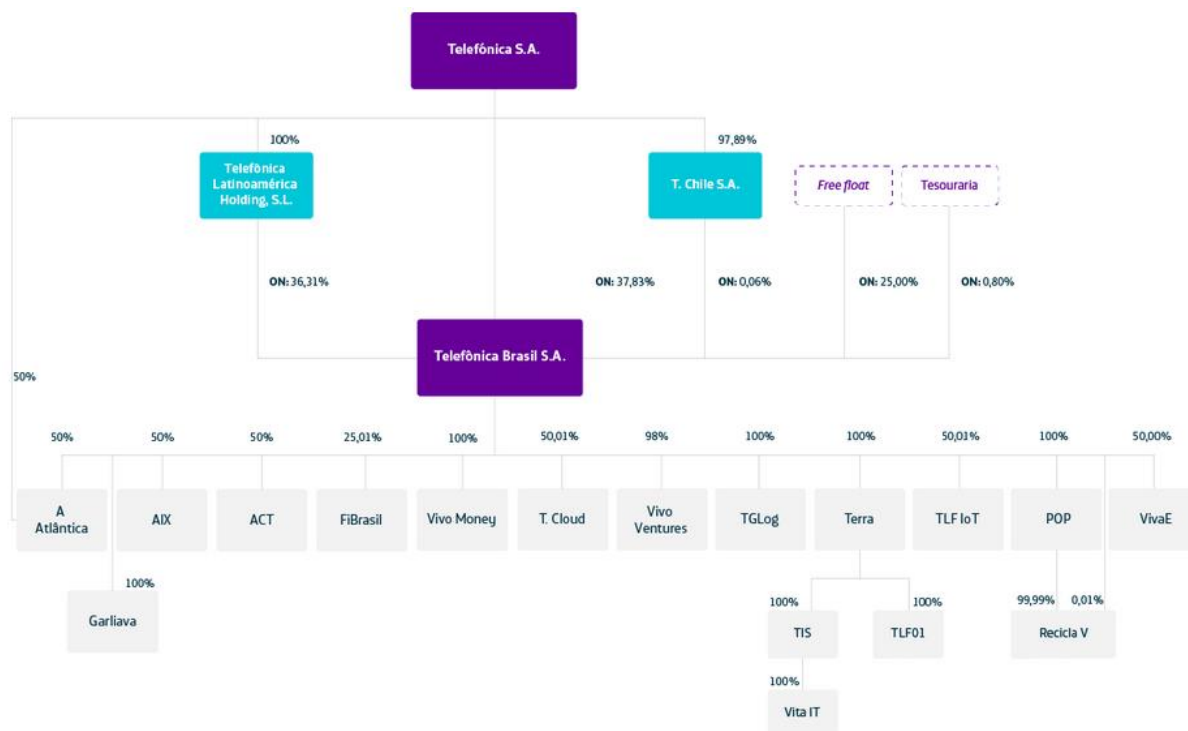 Telefónica S.A.
100%
97,89%
Telefônica
Latinoamérica
Holding, S.L.
T. Chile S.A.
Free float
Tesouraria
ON: 36,31%
ON: 37,83%
ON: 0,06%
ON: 25,00%
ON: 0,80%
Telefônica Brasil S.A.
50%
50%
50%
50%
25,01%
100%
50,01%
98%
100%
100%
50,01%
100%
50,00%
A
Atlântica
AIX
ACT
FiBrasil
Vivo Money
T. Cloud
Vivo
Ventures
TGLog
Terra
TLF IoT
POP
VivaE
100%
Garliava
100%
100%
99,99%
0,01%
TIS
TLF01
Recicla V
100%
Vita IT